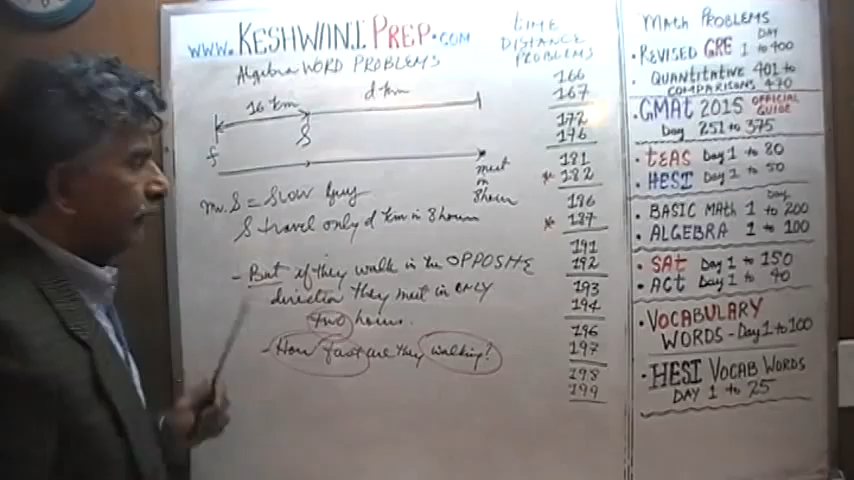 www.KESHWANI PREP.com
Algebra WORD PROBLEMS
16 km
d km
S
f
meet
in
8 hour
Mr. S = SLOW Guy
S travel only d km in 8 hours
- But if they walk in the OPPOSITE
direction they meet in ONLY
two hours.
- How fast are they walking?
TIME
DISTANCE
PROBLEMS
166
167
172
176
181
* 182
186
* 187
191
192
193
194
196
197
198
199
MATH PROBLEMS
DAY
• REVISED GRE 1 to 400
• QUANTITATIVE 401 to
COMPARISONS 470
• GMAT 2015 OFFICIAL GUIDE
Day 251 to 375
• TEAS Day 1 to 80
• HESI Day 1 to 50
DAY
• BASIC MATH 1 to 200
• ALGEBRA 1 to 100
• SAT Day 1 to 150
• ACT Day 1 to 90
• VOCABULARY
WORDS - Day 1 to 100
• HESI VOCAB WORDS
DAY 1 to 25